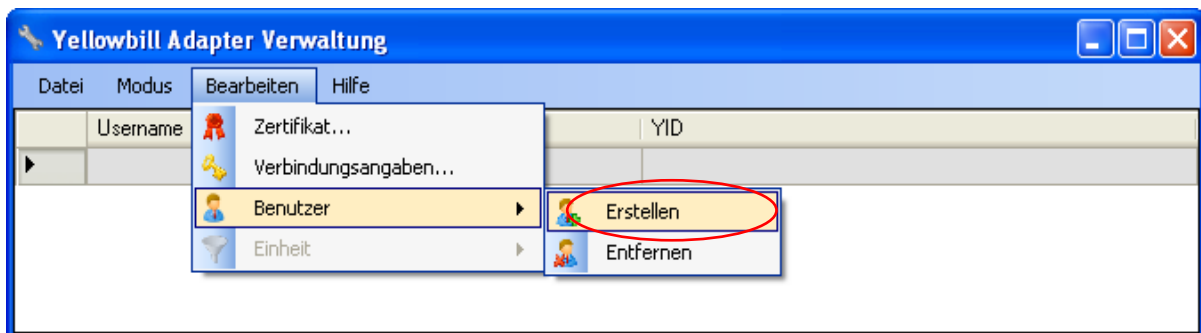 Yellowbill Adapter Verwaltung
Datei Modus Bearbeiten Hilfe
Username YID
Zertifikat...
Verbindungsangaben...
Benutzer
Erstellen
Einheit
Entfernen